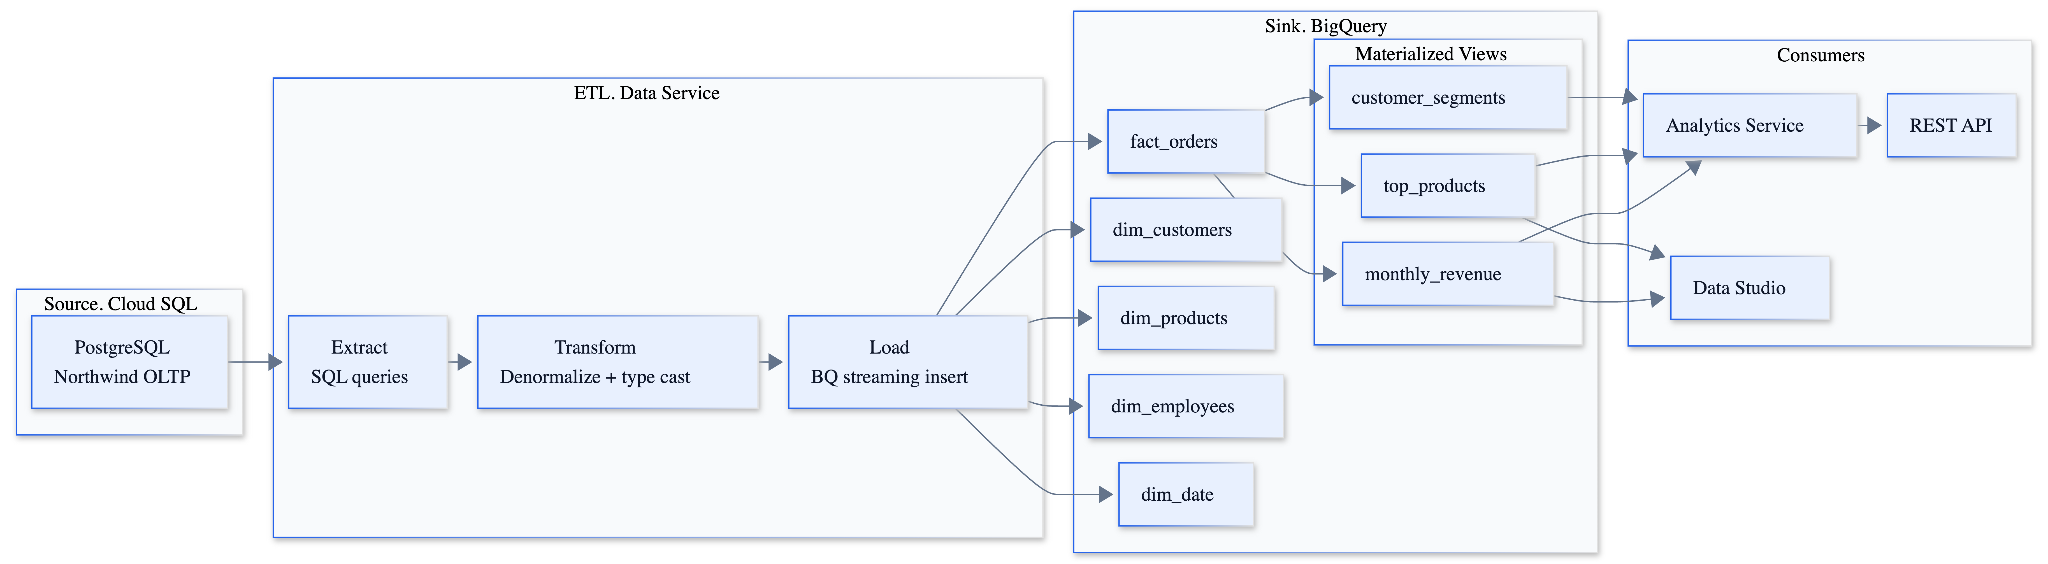 Source. Cloud SQL
PostgreSQL
Northwind OLTP
ETL. Data Service
Extract
SQL queries
Transform
Denormalize + type cast
Load
BQ streaming insert
Sink. BigQuery
fact_orders
dim_customers
dim_products
dim_employees
dim_date
Materialized Views
customer_segments
top_products
monthly_revenue
Consumers
Analytics Service
REST API
Data Studio